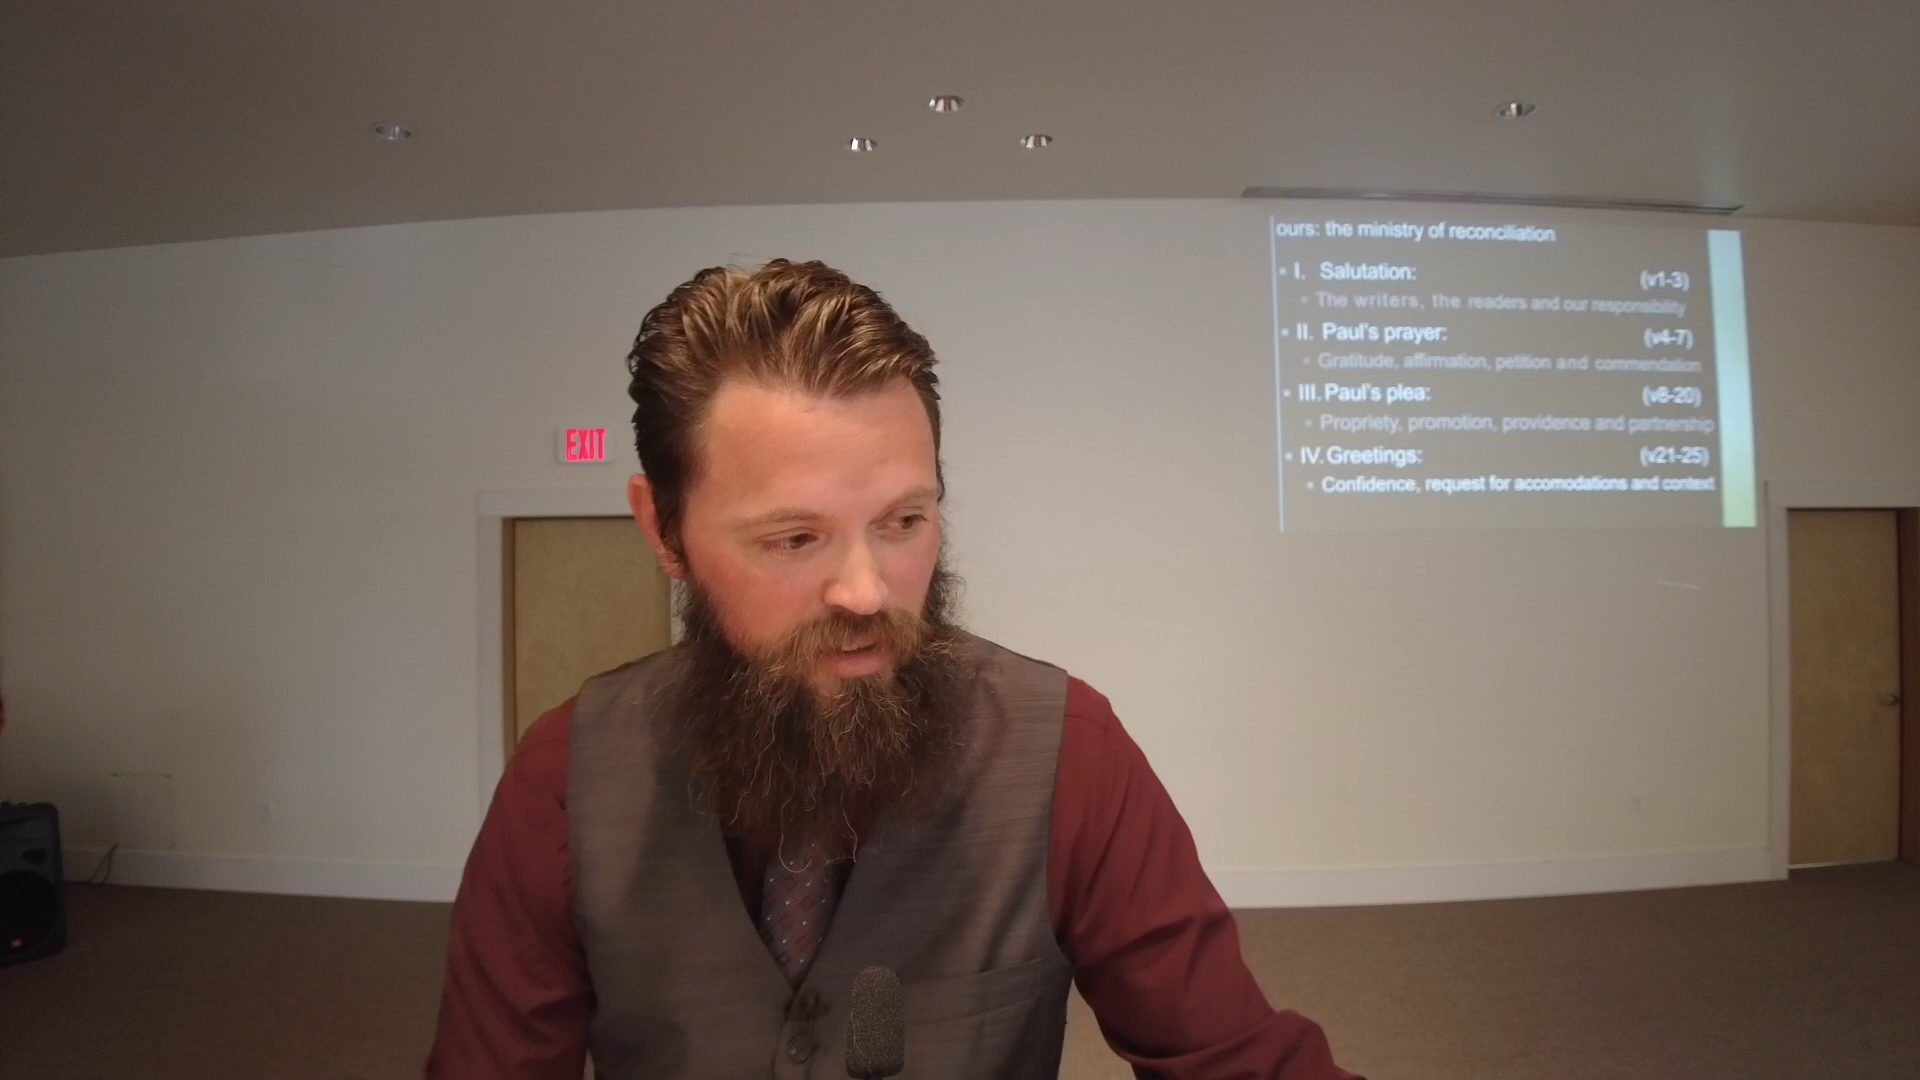 EXIT
ours: the ministry of reconciliation
• I. Salutation: (v1-3)
• The writers, the readers and our responsibility
• II. Paul's prayer: (v4-7)
• Gratitude, affirmation, petition and commendation
• III. Paul's plea: (v8-20)
• Propriety, promotion, providence and partnership
• IV. Greetings: (v21-25)
• Confidence, request for accomodations and context